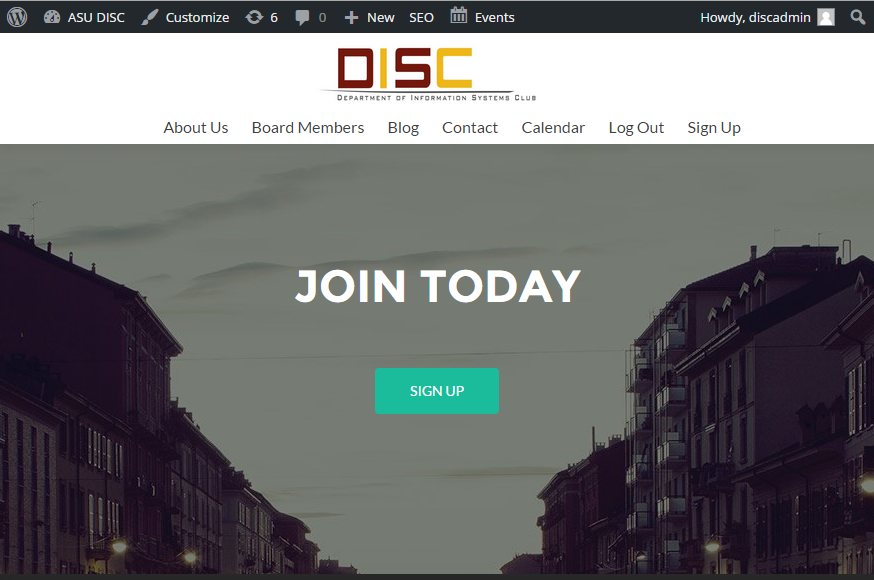 ASU DISC Customize 6 0 New SEO Events Howdy, discadmin
DISC
Department of Information Systems Club
About Us Board Members Blog Contact Calendar Log Out Sign Up
JOIN TODAY
SIGN UP